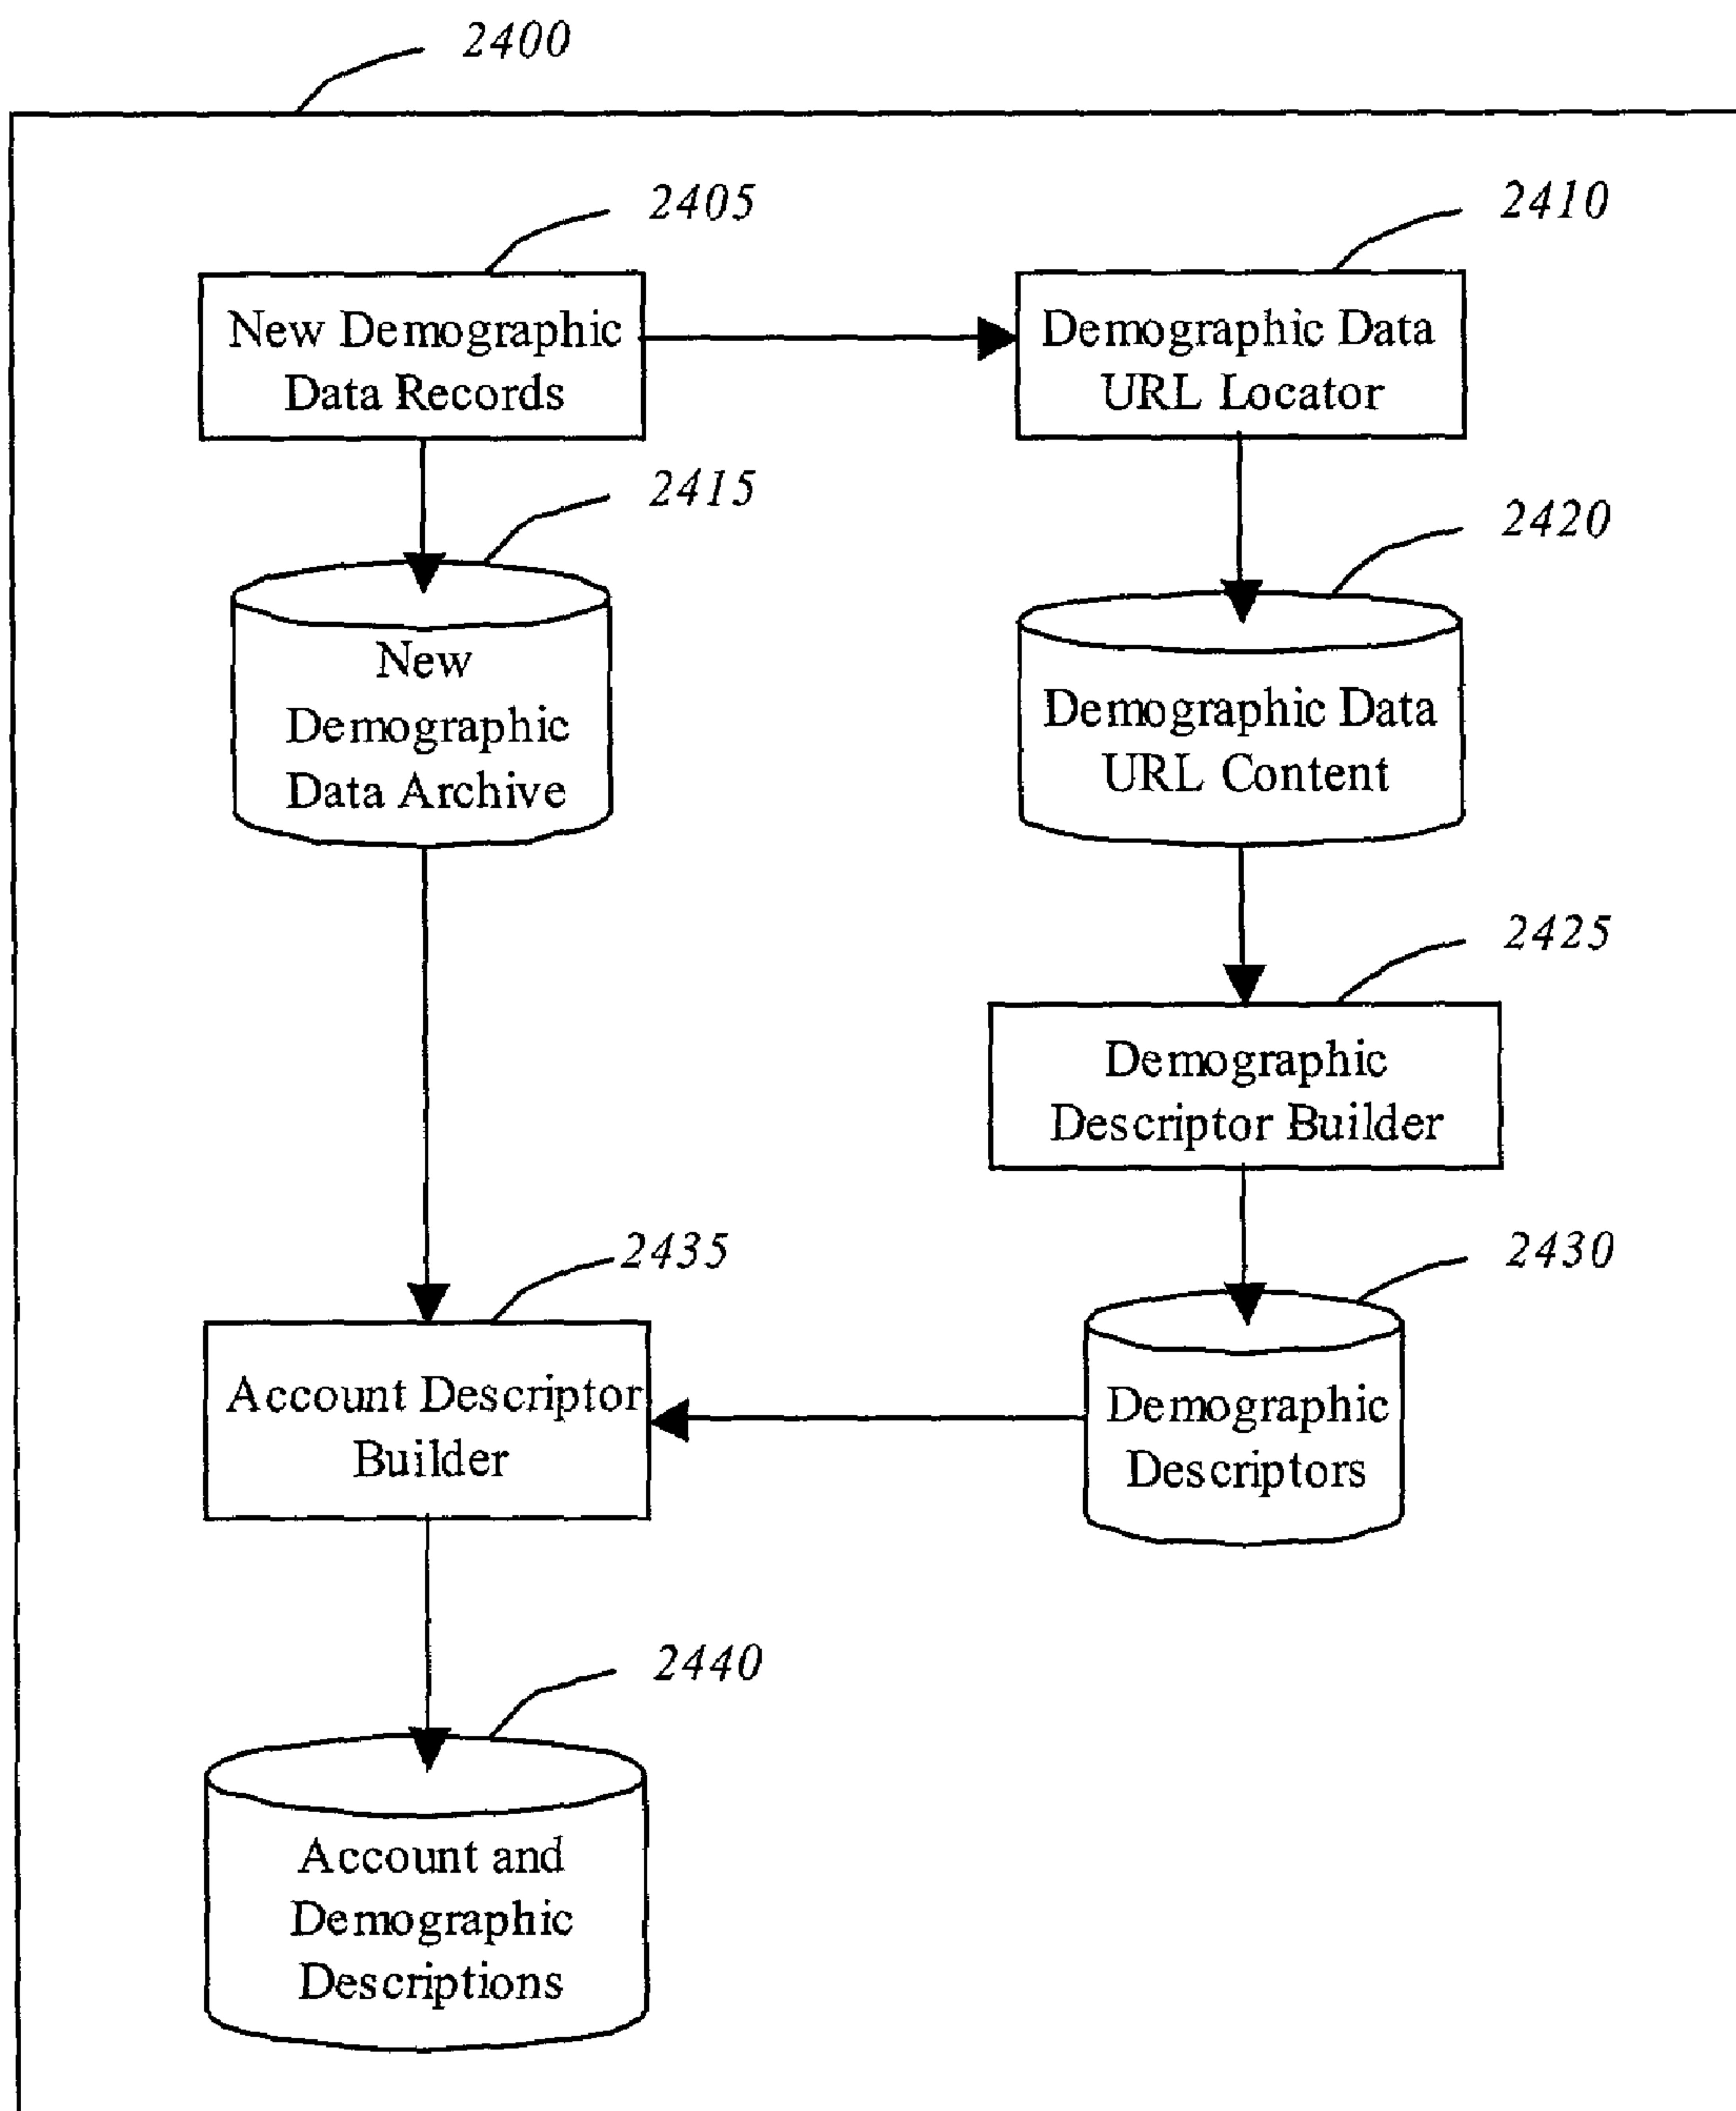 2400
2405
2410
New Demographic
Data Records
Demographic Data
URL Locator
2415
2420
New
Demographic
Data Archive
Demographic Data
URL Content
2425
Demographic
Descriptor Builder
2435
2430
Account Descriptor
Builder
Demographic
Descriptors
2440
Account and
Demographic
Descriptions